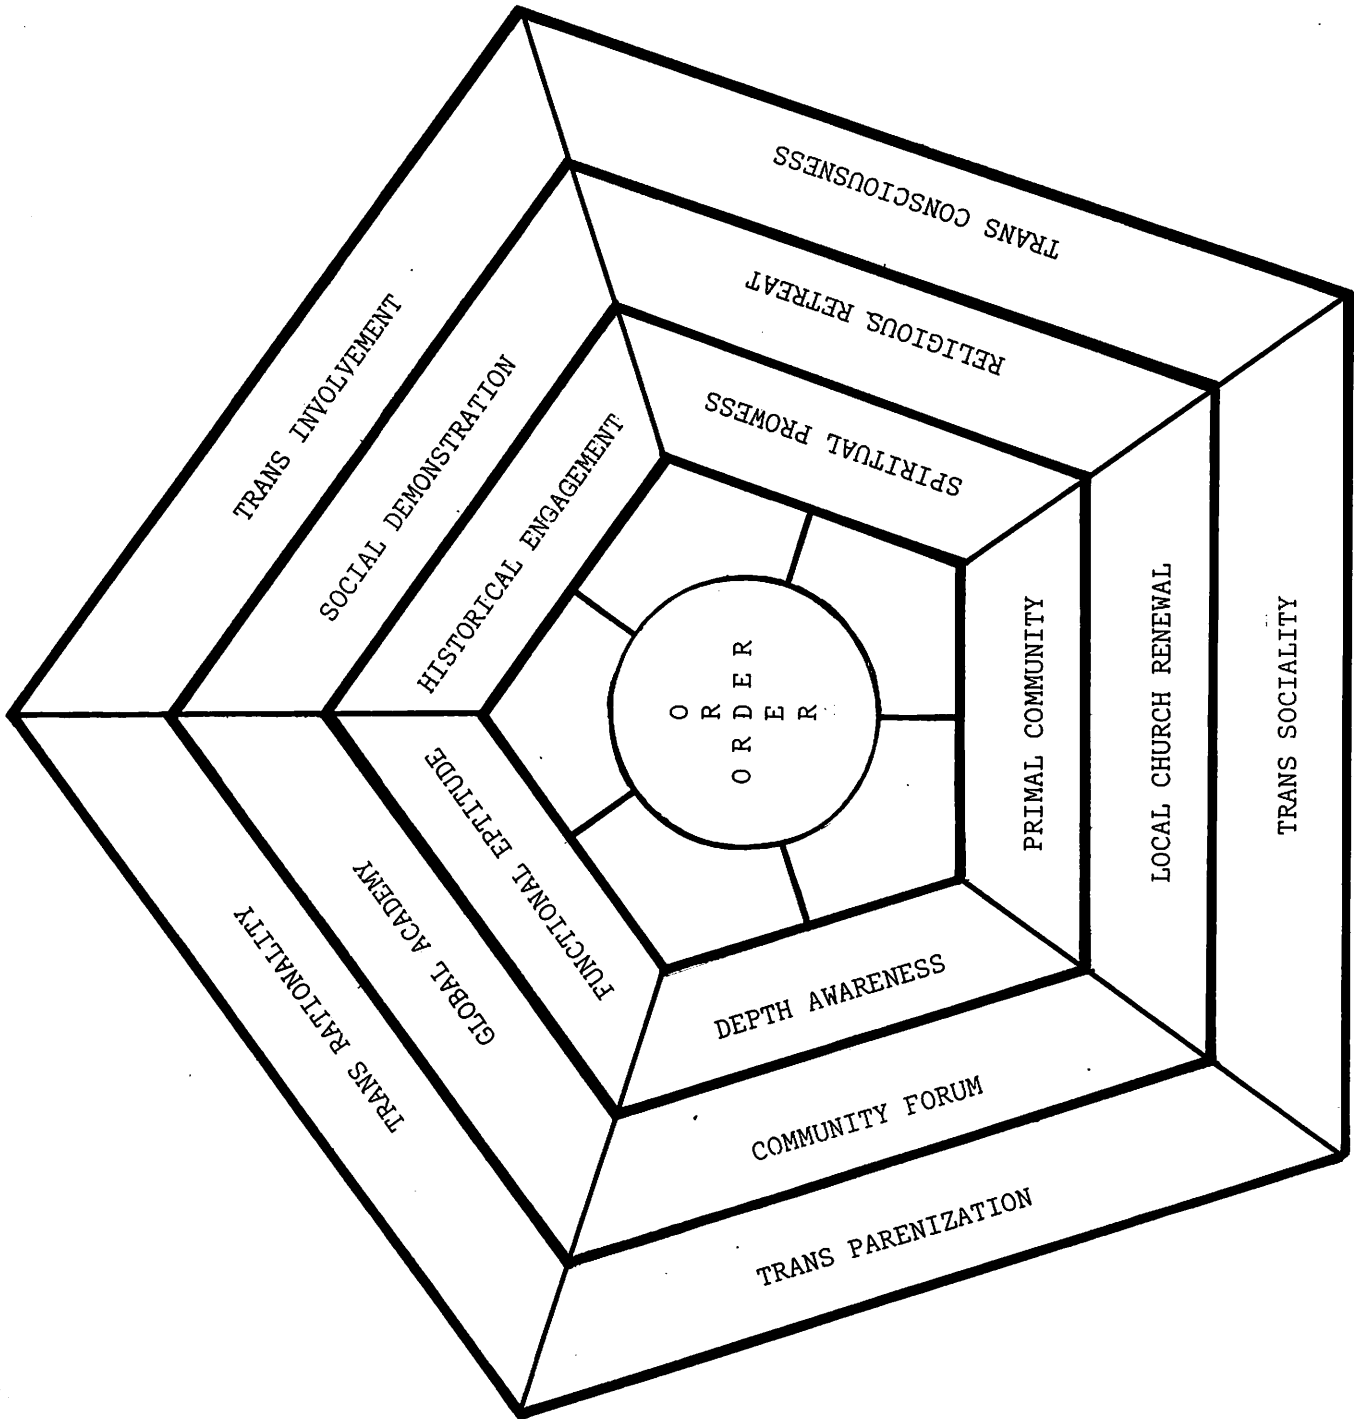 TRANS CONSCIOUSNESS
RELIGIOUS RETREAT
SPIRITUAL PROWESS
TRANS INVOLVEMENT
SOCIAL DEMONSTRATION
HISTORICAL ENGAGEMENT
ORDER
ORDER
PRIMAL COMMUNITY
LOCAL CHURCH RENEWAL
TRANS SOCIALITY
FUNCTIONAL EPTITUDE
GLOBAL ACADEMY
TRANS RATIONALITY
DEPTH AWARENESS
COMMUNITY FORUM
TRANS PARENIZATION